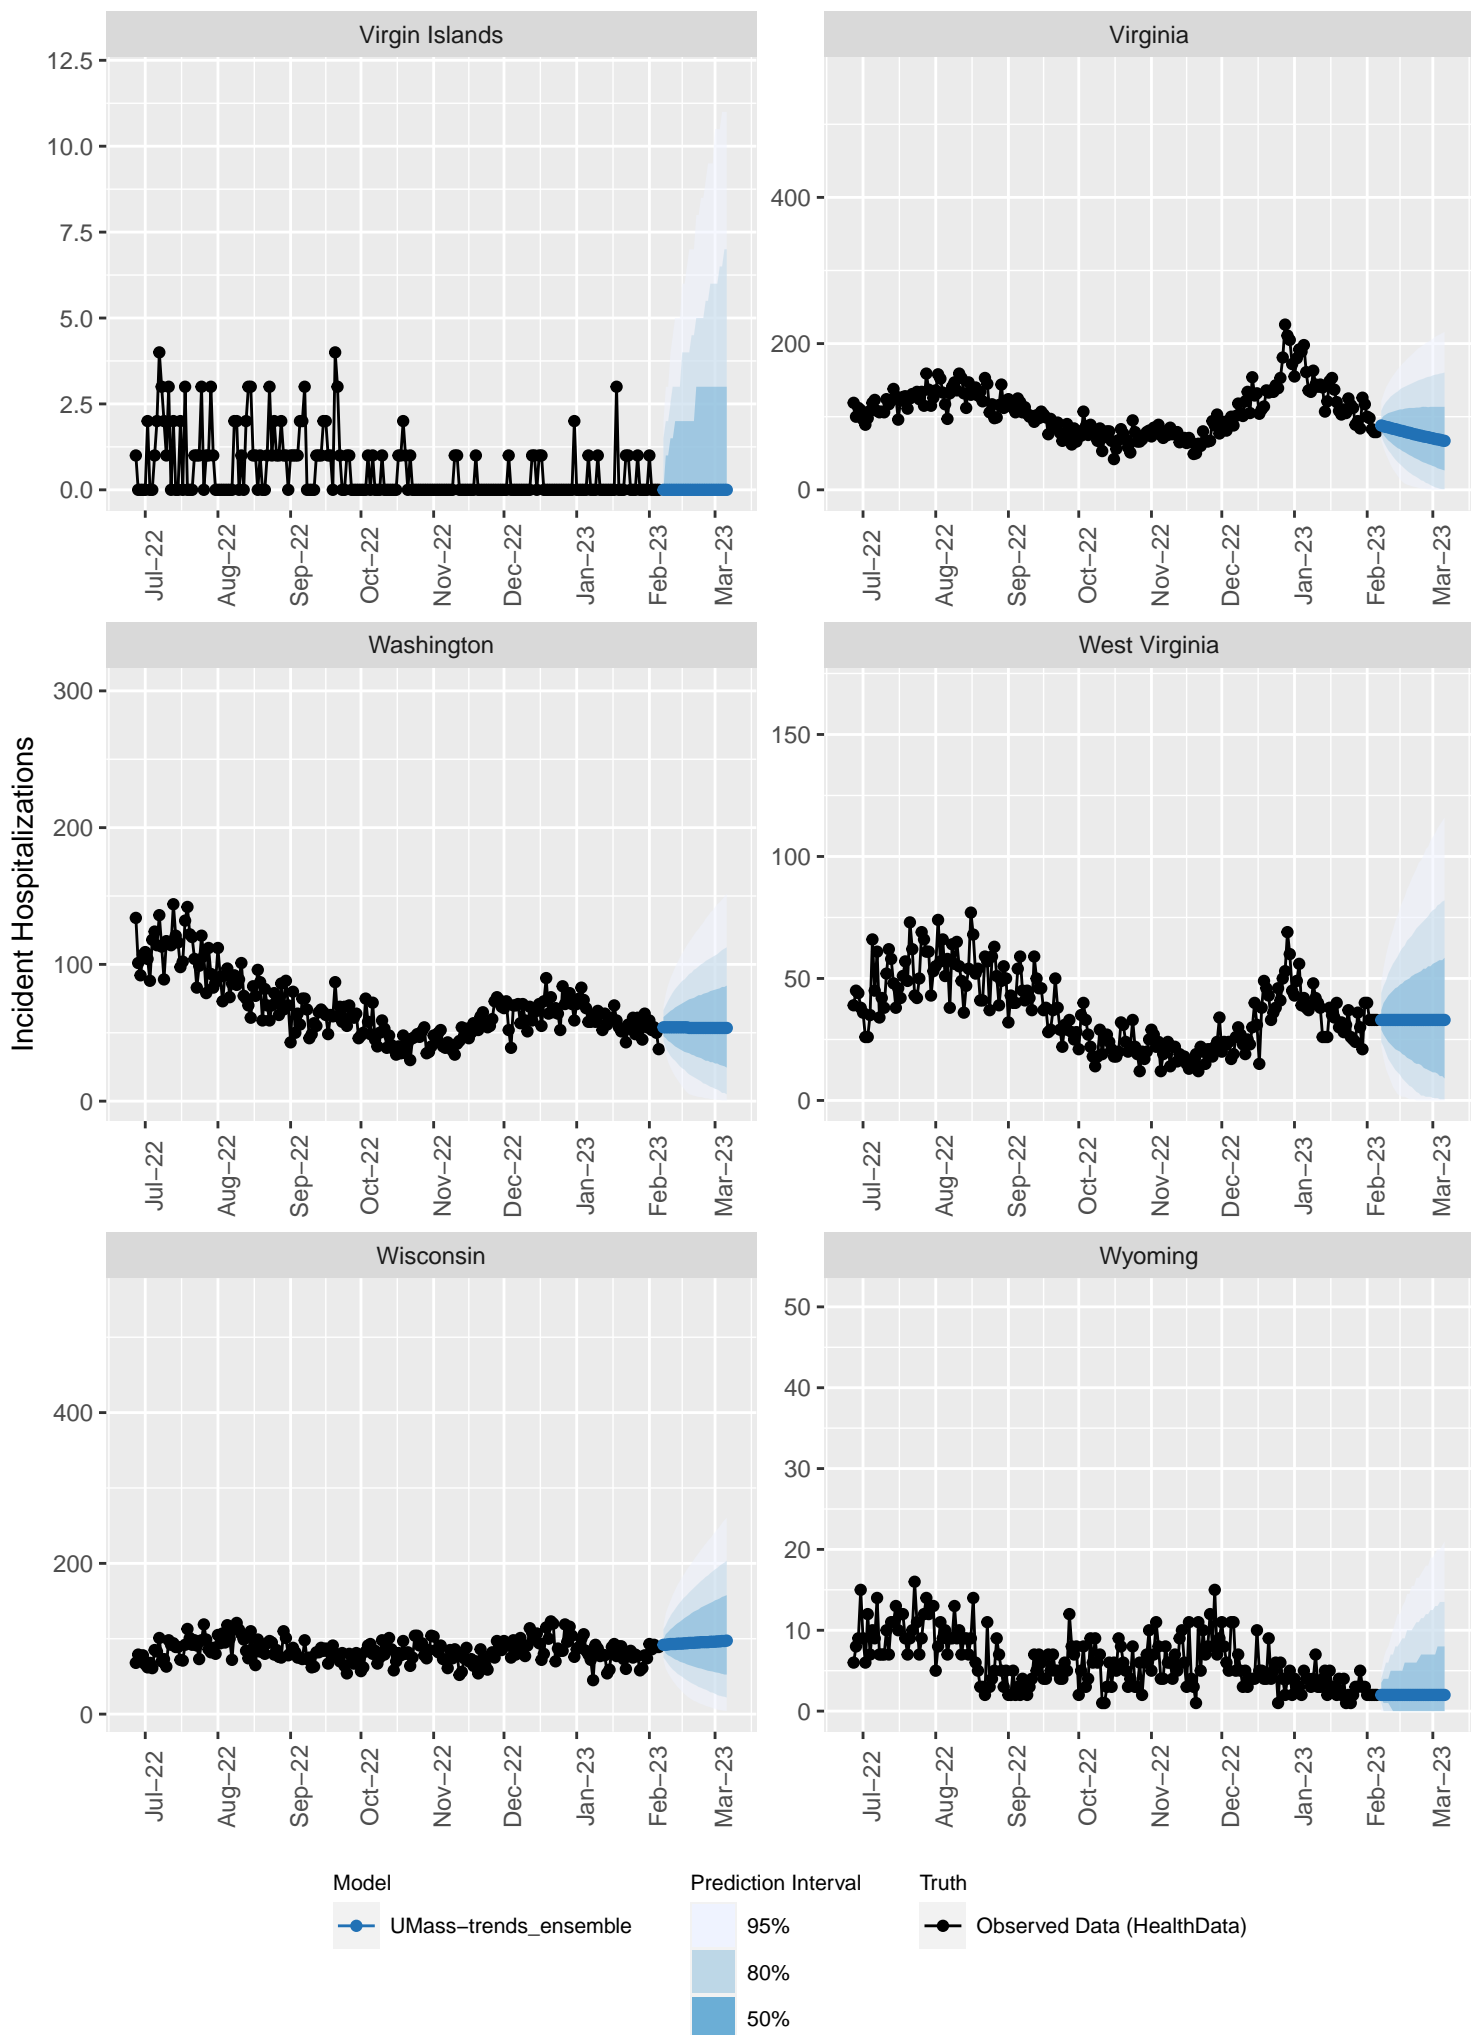 Virgin Islands
Virginia
12.5
10.0
7.5
5.0
2.5
0.0
400
200
0
Jul−22
Aug−22
Sep−22
Oct−22
Nov−22
Dec−22
Jan−23
Feb−23
Mar−23
Jul−22
Aug−22
Sep−22
Oct−22
Nov−22
Dec−22
Jan−23
Feb−23
Mar−23
Incident Hospitalizations
Washington
West Virginia
300
200
100
0
150
100
50
0
Jul−22
Aug−22
Sep−22
Oct−22
Nov−22
Dec−22
Jan−23
Feb−23
Mar−23
Jul−22
Aug−22
Sep−22
Oct−22
Nov−22
Dec−22
Jan−23
Feb−23
Mar−23
Wisconsin
Wyoming
400
200
0
50
40
30
20
10
0
Jul−22
Aug−22
Sep−22
Oct−22
Nov−22
Dec−22
Jan−23
Feb−23
Mar−23
Jul−22
Aug−22
Sep−22
Oct−22
Nov−22
Dec−22
Jan−23
Feb−23
Mar−23
Model
UMass−trends_ensemble
Prediction Interval
95%
80%
50%
Truth
Observed Data (HealthData)